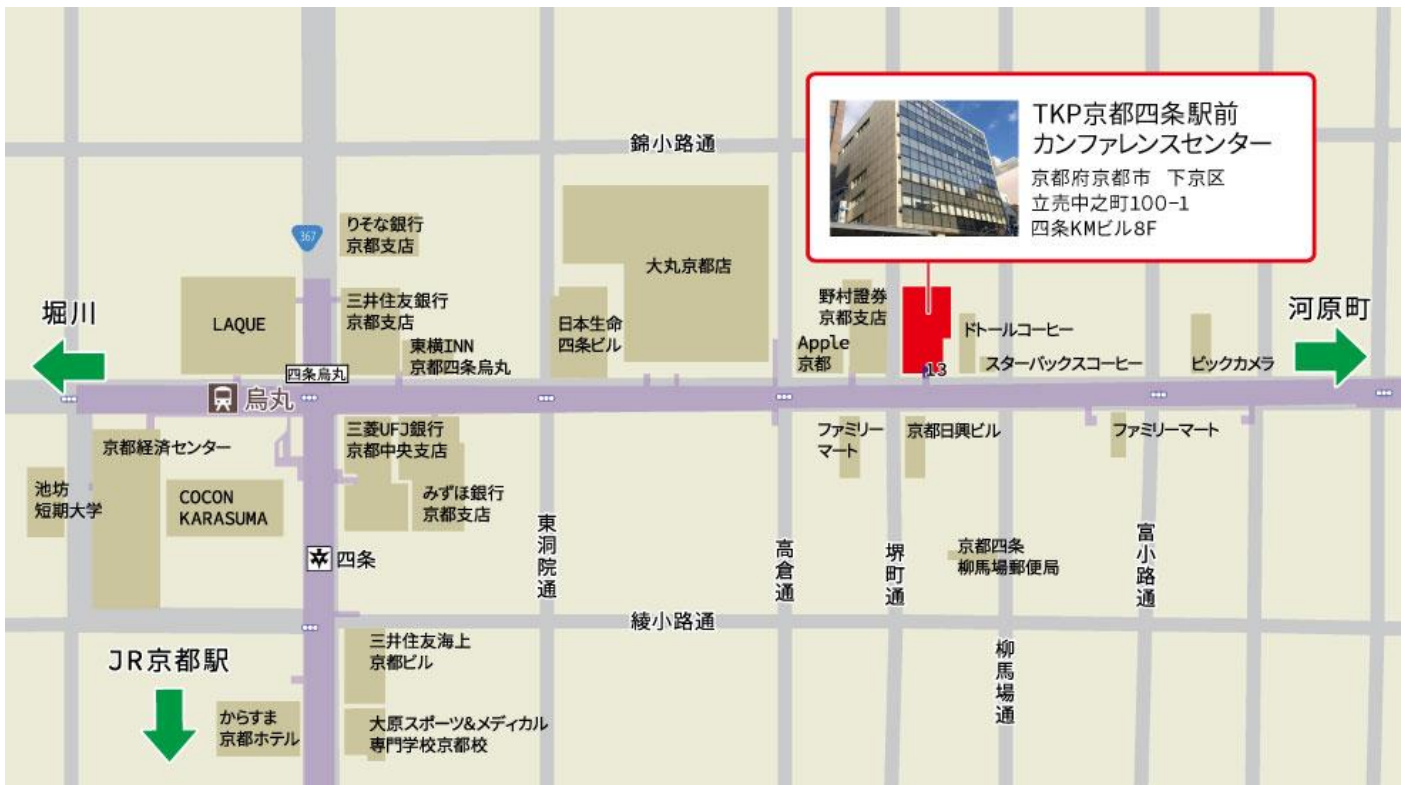 TKP京都四条駅前
カンファレンスセンター
京都府京都市 下京区
立売中之町100-1
四条KMビル8F
錦小路通
367
りそな銀行
京都支店
大丸京都店
堀川
LAQUE
三井住友銀行
京都支店
東横INN
京都四条烏丸
日本生命
四条ビル
野村證券
京都支店
Apple
京都
ドトールコーヒー
スターバックスコーヒー
ビックカメラ
河原町
13
四条烏丸
烏丸
京都経済センター
三菱UFJ銀行
京都中央支店
ファミリー
マート
京都日興ビル
ファミリーマート
池坊
短期大学
COCON
KARASUMA
みずほ銀行
京都支店
東洞院通
高倉通
堺町通
京都四条
柳馬場郵便局
富小路通
四条
綾小路通
柳馬場通
JR京都駅
三井住友海上
京都ビル
からすま
京都ホテル
大原スポーツ&メディカル
専門学校京都校